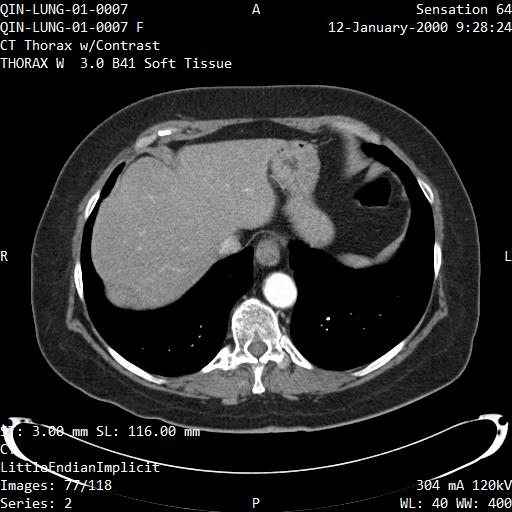 QIN-LUNG-01-0007
A
Sensation 64
QIN-LUNG-01-0007 F
12-January-2000 9:28:24
CT Thorax w/Contrast
THORAX W 3.0 B41 Soft Tissue
R
L
: 3.00 mm SL: 116.00 mm
LittleEndianImplicit
Images: 77/118
304 mA 120kV
Series: 2
P
WL: 40 WW: 400